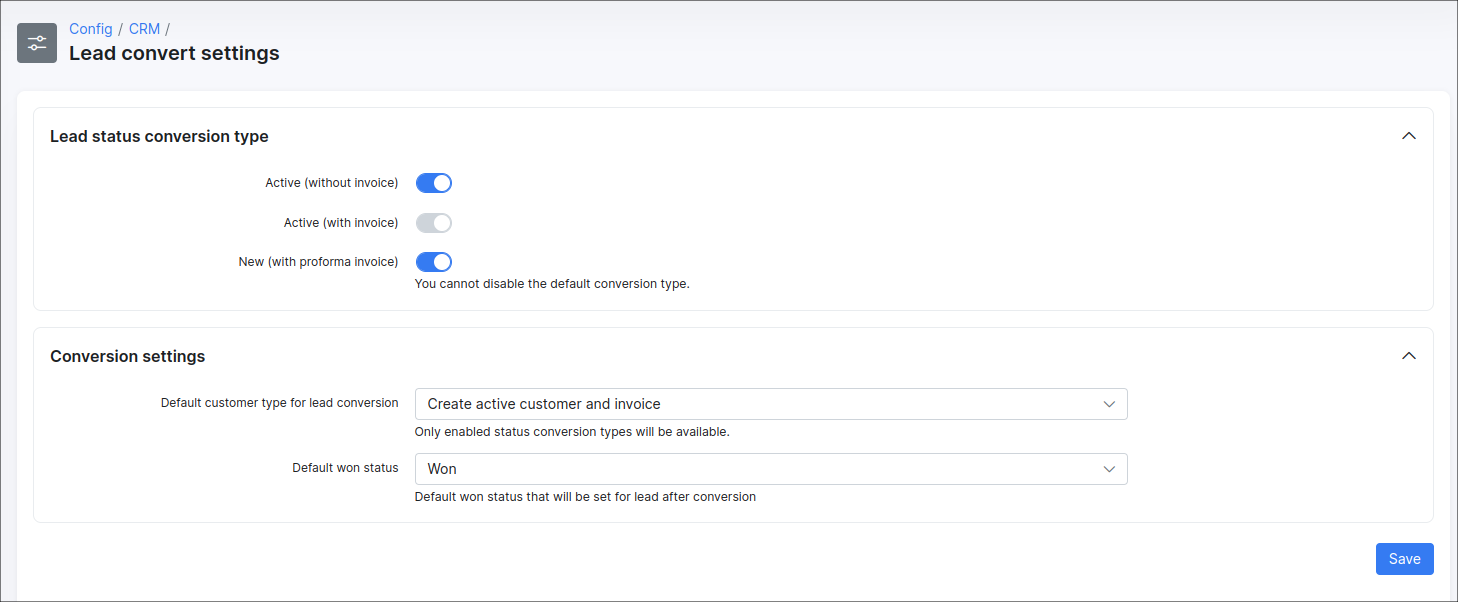 Config / CRM /
Lead convert settings
Lead status conversion type
Active (without invoice)
Active (with invoice)
New (with proforma invoice)
You cannot disable the default conversion type.
Conversion settings
Default customer type for lead conversion
Create active customer and invoice
Only enabled status conversion types will be available.
Default won status
Won
Default won status that will be set for lead after conversion
Save